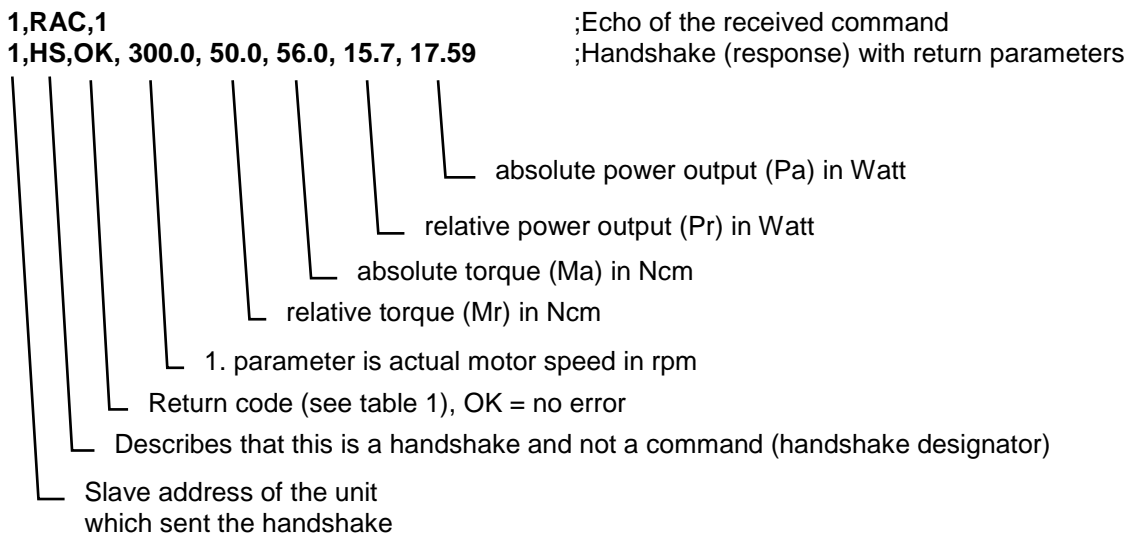 1,RAC,1 ;Echo of the received command
1,HS,OK, 300.0, 50.0, 56.0, 15.7, 17.59 ;Handshake (response) with return parameters
absolute power output (Pa) in Watt
relative power output (Pr) in Watt
absolute torque (Ma) in Ncm
relative torque (Mr) in Ncm
1. parameter is actual motor speed in rpm
Return code (see table 1), OK = no error
Describes that this is a handshake and not a command (handshake designator)
Slave address of the unit
which sent the handshake